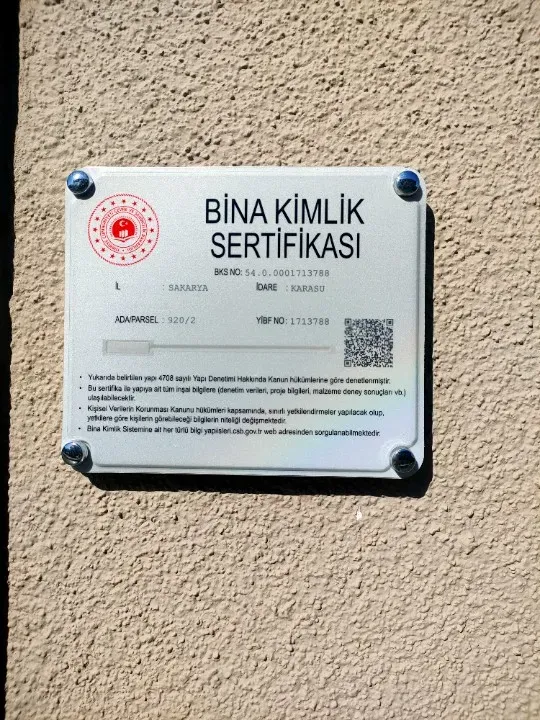 BİNA KİMLİK
SERTİFİKASI
BKS NO: 54.0.0001713788
İL : SAKARYA İDARE : KARASU
ADA/PARSEL : 920/2 YİBF NO: 1713788
• Yukarıda belirtilen yapı 4708 sayılı Yapı Denetimi Hakkında Kanun hükümlerine göre denetlenmiştir.
• Bu sertifika ile yapıya ait tüm inşai bilgilere (denetim verileri, proje bilgileri, malzeme deney sonuçları vb.)
ulaşılabilecektir.
• Kişisel Verilerin Korunması Kanunu hükümleri kapsamında, sınırlı yetkilendirmeler yapılacak olup,
yetkilere göre kişilerin görebileceği bilgilerin niteliği değişmektedir.
• Bina Kimlik Sistemine ait her türlü bilgi yapiisleri.csb.gov.tr web adresinden sorgulanabilmektedir.